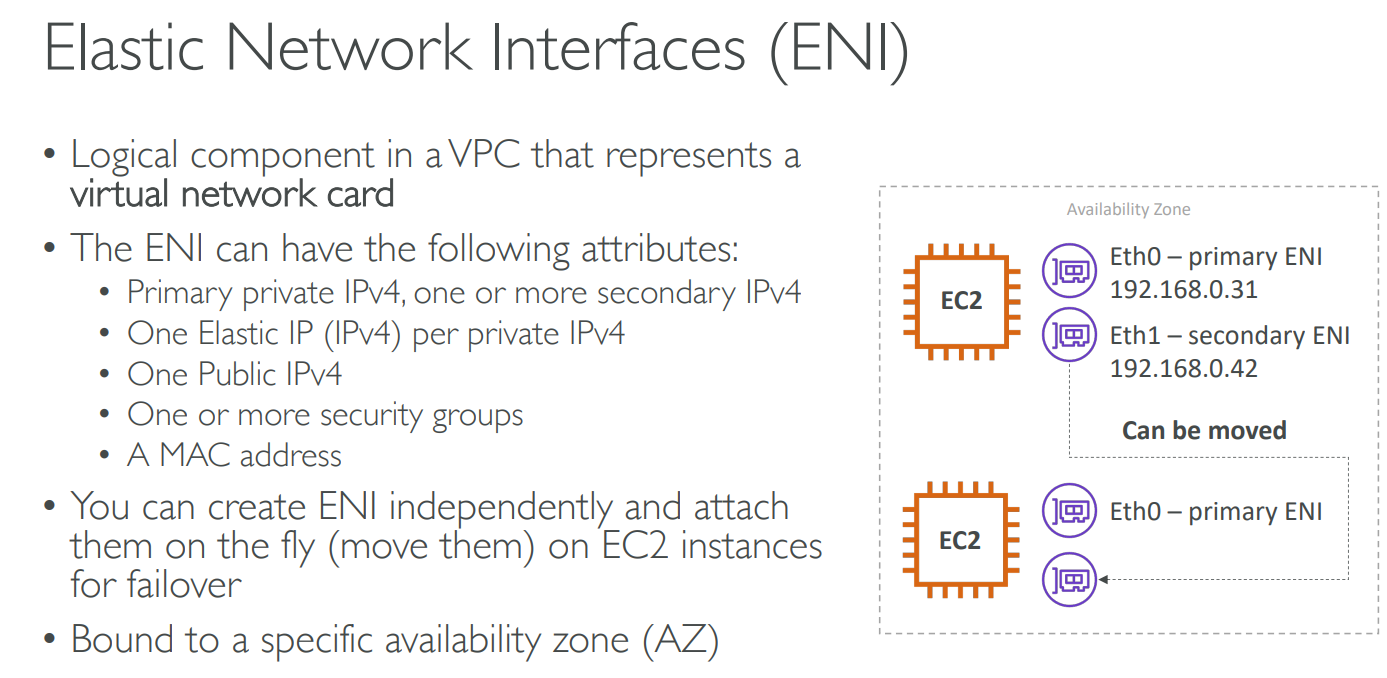 Elastic Network Interfaces (ENI)
• Logical component in a VPC that represents a
virtual network card
• The ENI can have the following attributes:
• Primary private IPv4, one or more secondary IPv4
• One Elastic IP (IPv4) per private IPv4
• One Public IPv4
• One or more security groups
• A MAC address
• You can create ENI independently and attach
them on the fly (move them) on EC2 instances
for failover
• Bound to a specific availability zone (AZ)
Availability Zone
EC2
Eth0 – primary ENI
192.168.0.31
Eth1 – secondary ENI
192.168.0.42
Can be moved
EC2
Eth0 – primary ENI